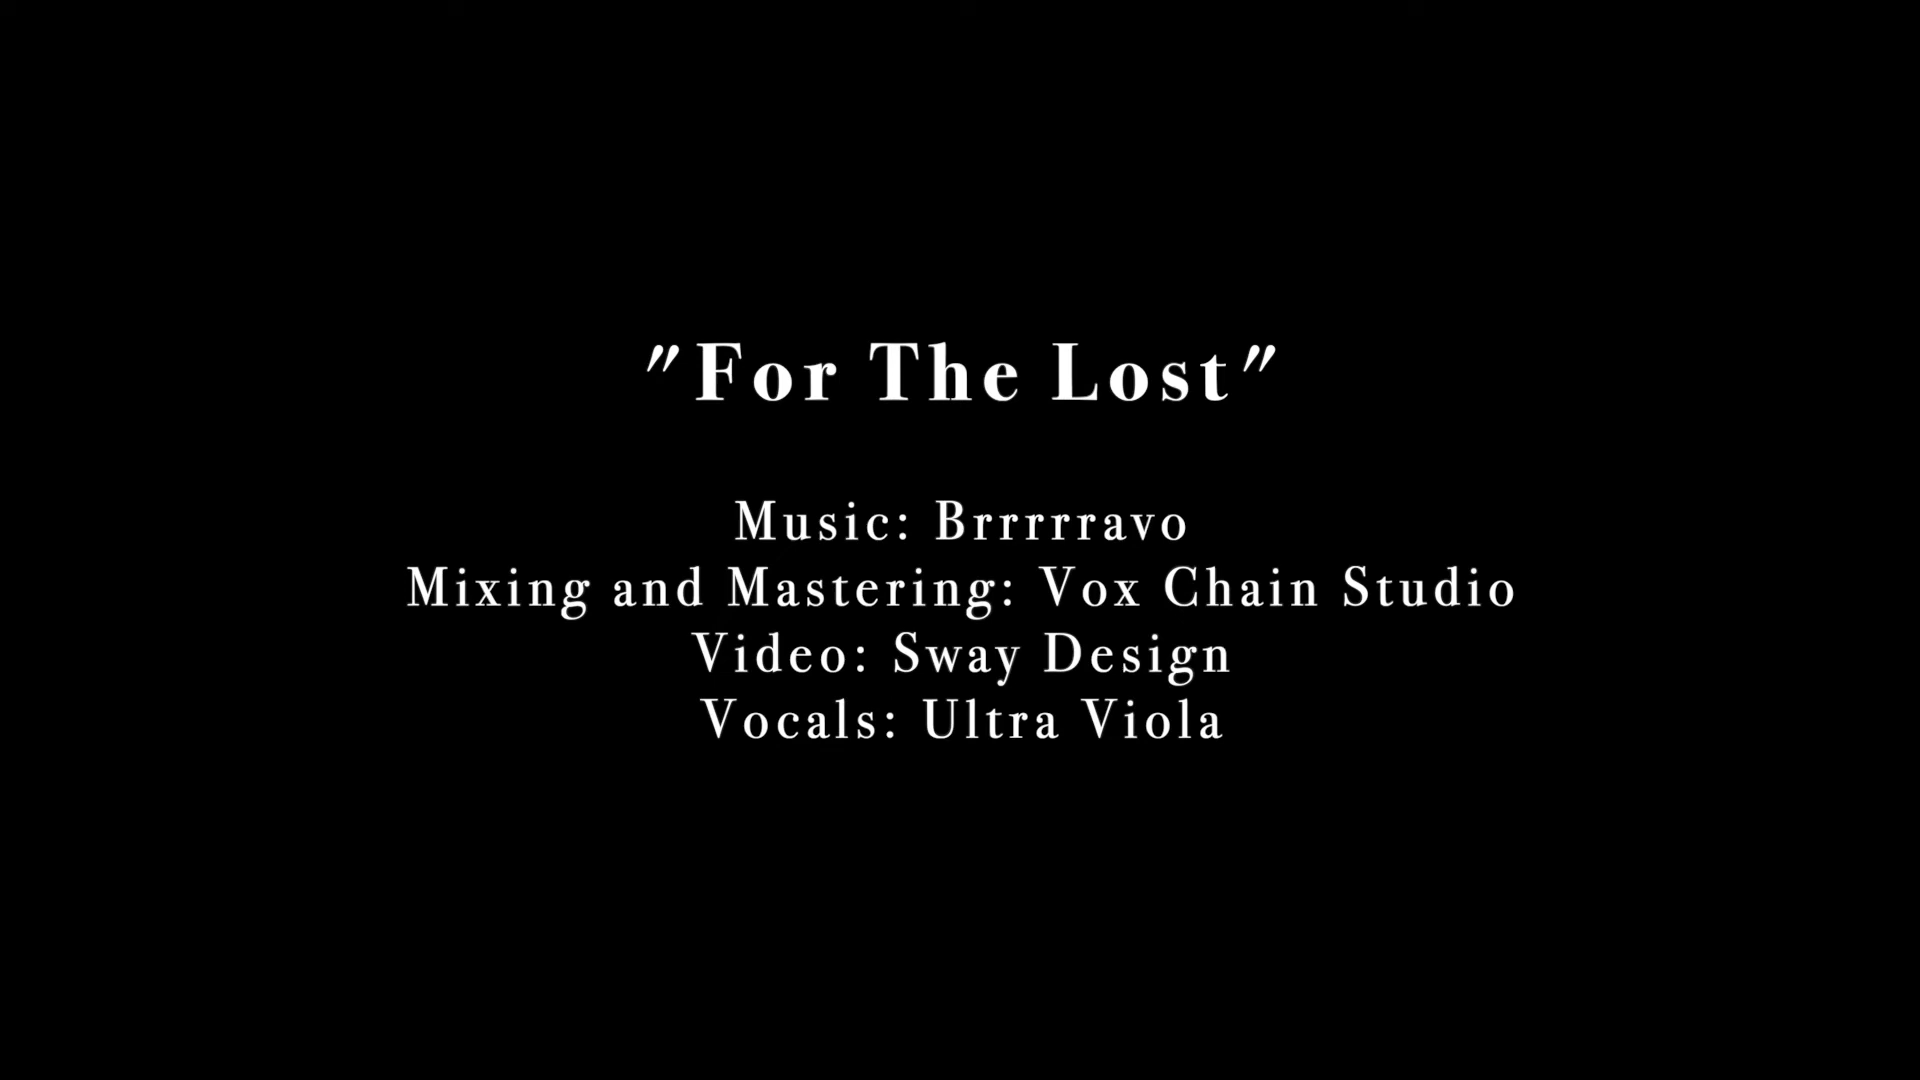 "For The Lost"
Music: Brrrrravo
Mixing and Mastering: Vox Chain Studio
Video: Sway Design
Vocals: Ultra Viola